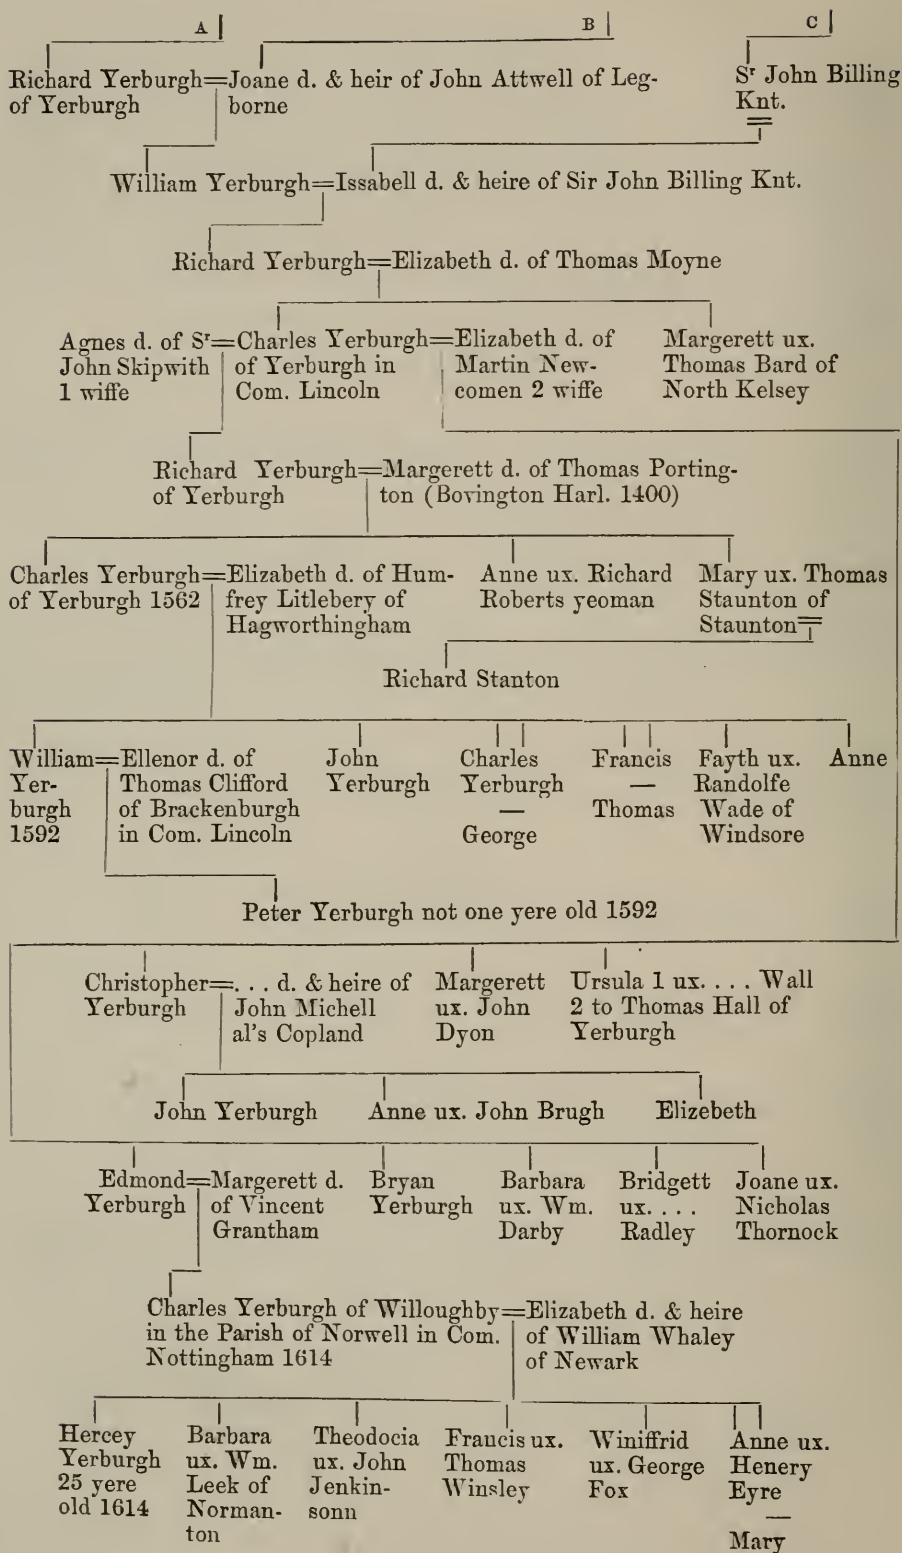 A B C
Richard Yerburgh=Joane d. & heir of John Attwell of Leg-
of Yerburgh borne
Sr John Billing
Knt.
William Yerburgh=Issabell d. & heire of Sir John Billing Knt.
Richard Yerburgh=Elizabeth d. of Thomas Moyne
Agnes d. of Sr=
John Skipwith
1 wiffe
Charles Yerburgh=
of Yerburgh in
Com. Lincoln
Elizabeth d. of
Martin New-
comen 2 wiffe
Margerett ux.
Thomas Bard of
North Kelsey
Richard Yerburgh=Margerett d. of Thomas Porting-
of Yerburgh ton (Bovington Harl. 1400)
Charles Yerburgh=
of Yerburgh 1562
Elizabeth d. of Hum-
frey Litlebery of
Hagworthingham
Anne ux. Richard
Roberts yeoman
Mary ux. Thomas
Staunton of
Staunton=
Richard Stanton
William=
Yer-
burgh
1592
Ellenor d. of
Thomas Clifford
of Brackenburgh
in Com. Lincoln
John
Yerburgh
Charles
Yerburgh
—
George
Francis
—
Thomas
Fayth ux.
Randolfe
Wade of
Windsore
Anne
Peter Yerburgh not one yere old 1592
Christopher=
Yerburgh
. . . d. & heire of
John Michell
al's Copland
Margerett
ux. John
Dyon
Ursula 1 ux. . . . Wall
2 to Thomas Hall of
Yerburgh
John Yerburgh Anne ux. John Brugh Elizebeth
Edmond=
Yerburgh
Margerett d.
of Vincent
Grantham
Bryan
Yerburgh
Barbara
ux. Wm.
Darby
Bridgett
ux. . . .
Radley
Joane ux.
Nicholas
Thornock
Charles Yerburgh of Willoughby=
in the Parish of Norwell in Com.
Nottingham 1614
Elizabeth d. & heire
of William Whaley
of Newark
Hercey
Yerburgh
25 yere
old 1614
Barbara
ux. Wm.
Leek of
Norman-
ton
Theodocia
ux. John
Jenkin-
sonn
Francis ux.
Thomas
Winsley
Winiffrid
ux. George
Fox
Anne ux.
Henery
Eyre
—
Mary